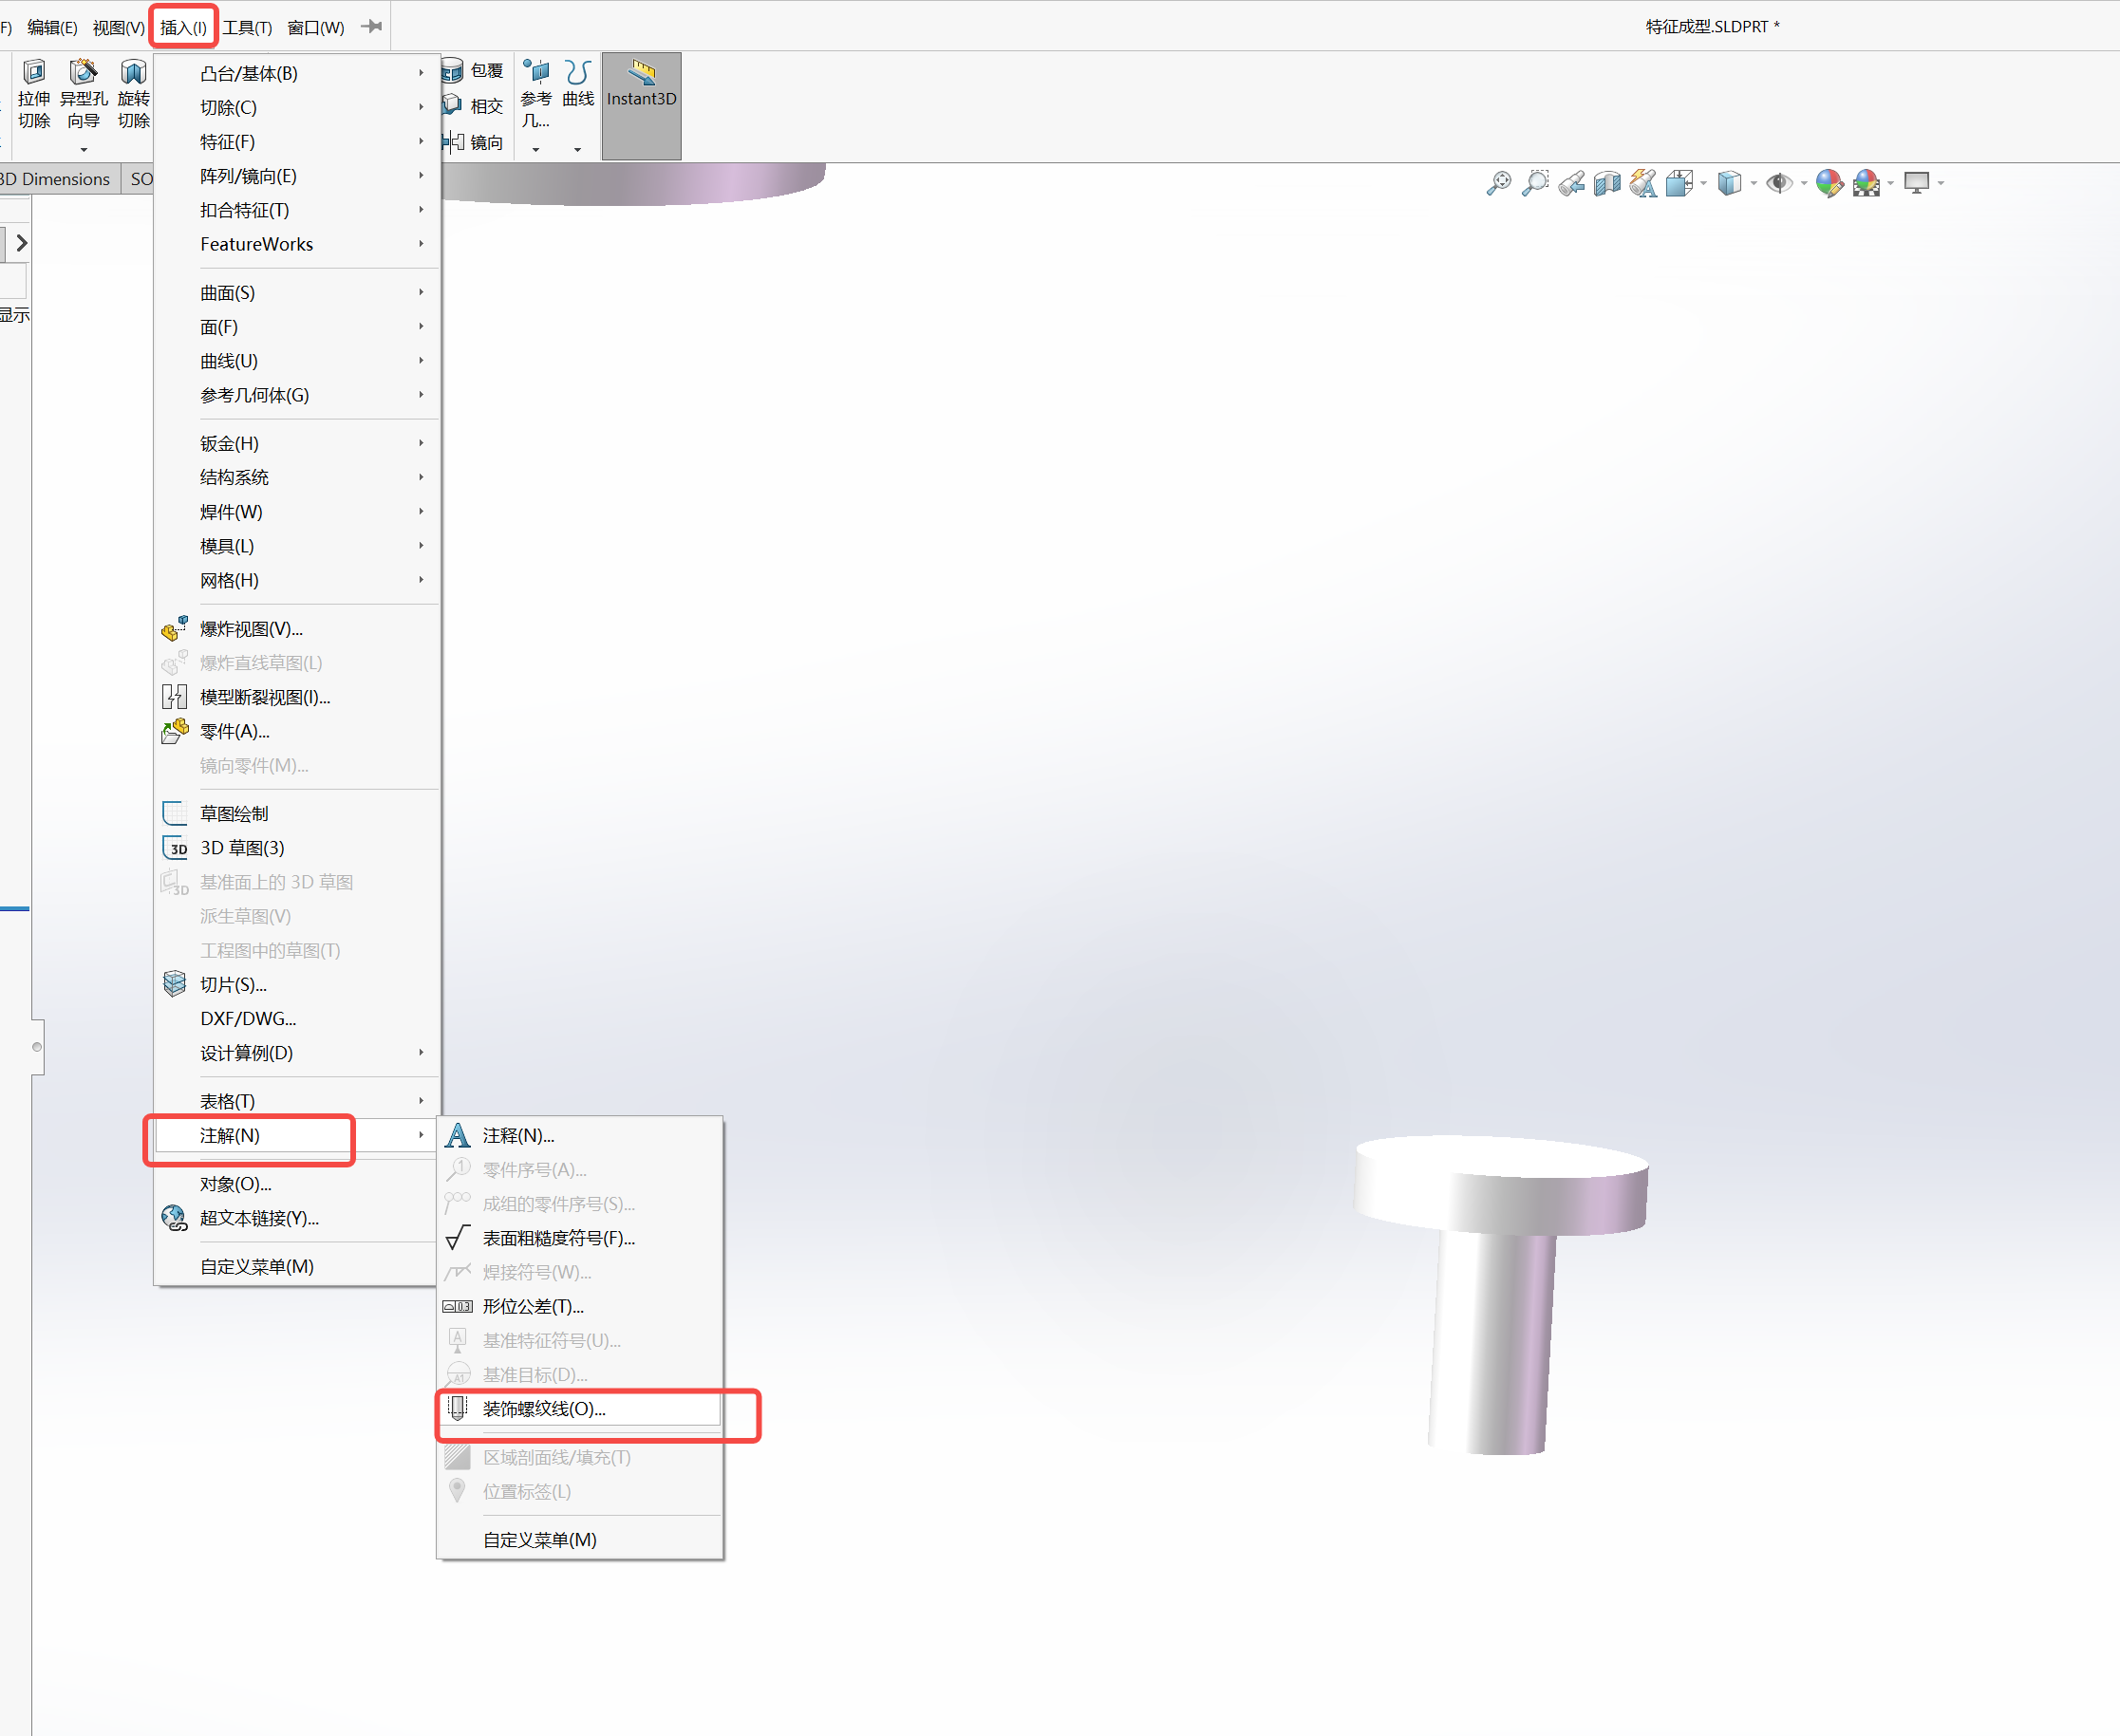 F) 编辑(E) 视图(V) 插入(I) 工具(T) 窗口(W)
特征成型.SLDPRT *
拉伸切除
异型孔向导
旋转切除
包覆
相交
镜向
参考几...
曲线
Instant3D
3D Dimensions
SO
显示
凸台/基体(B)
切除(C)
特征(F)
阵列/镜向(E)
扣合特征(T)
FeatureWorks
曲面(S)
面(F)
曲线(U)
参考几何体(G)
钣金(H)
结构系统
焊件(W)
模具(L)
网格(H)
爆炸视图(V)...
爆炸直线草图(L)
模型断裂视图(I)...
零件(A)...
镜向零件(M)...
草图绘制
3D 草图(3)
基准面上的 3D 草图
派生草图(V)
工程图中的草图(T)
切片(S)...
DXF/DWG...
设计算例(D)
表格(T)
注解(N)
对象(O)...
超文本链接(Y)...
自定义菜单(M)
注释(N)...
零件序号(A)...
成组的零件序号(S)...
表面粗糙度符号(F)...
焊接符号(W)...
形位公差(T)...
基准特征符号(U)...
基准目标(D)...
装饰螺纹线(O)...
区域剖面线/填充(T)
位置标签(L)
自定义菜单(M)